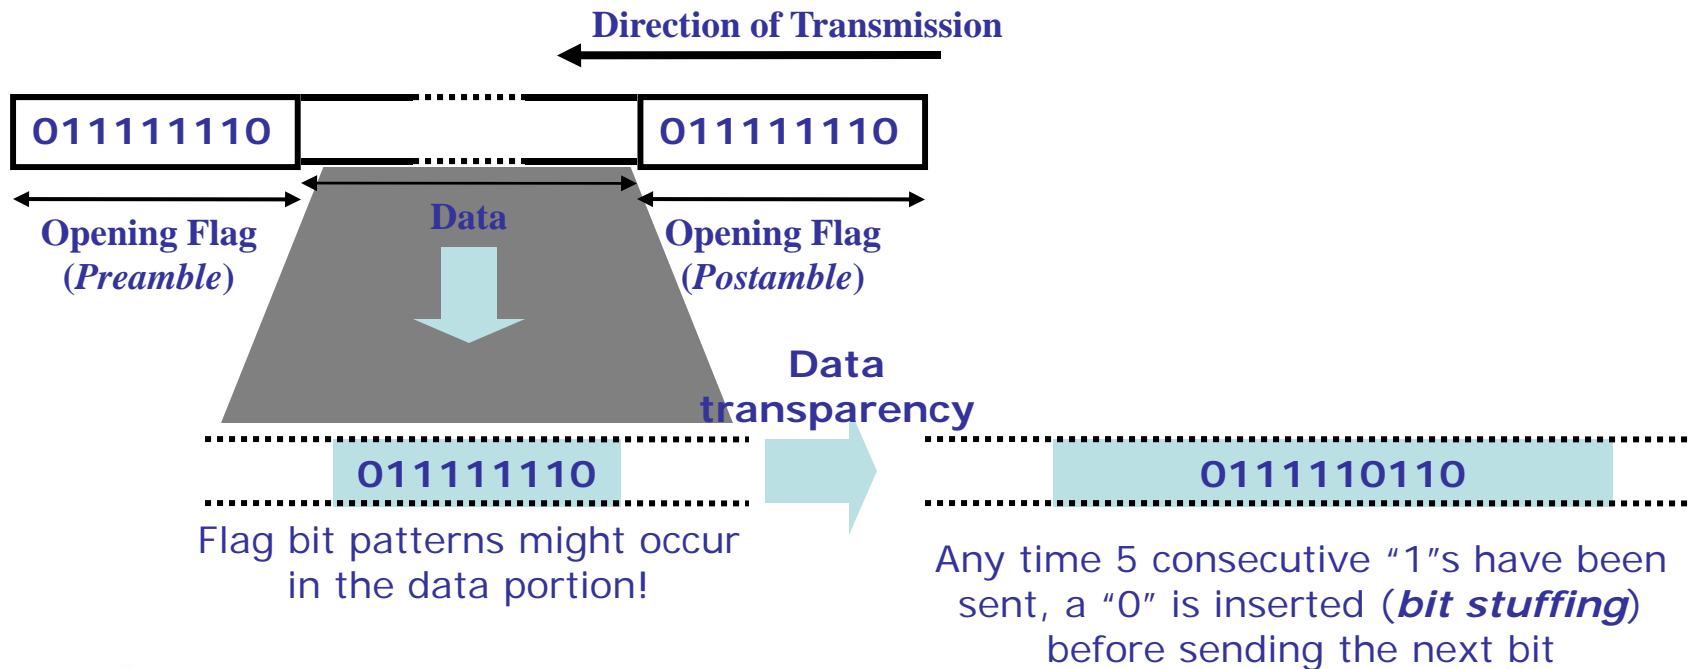 Direction of Transmission
011111110
011111110
Opening Flag
(Preamble)
Data
Opening Flag
(Postamble)
Data
transparency
011111110
0111110110
Flag bit patterns might occur
in the data portion!
Any time 5 consecutive “1”s have been
sent, a “0” is inserted (bit stuffing)
before sending the next bit